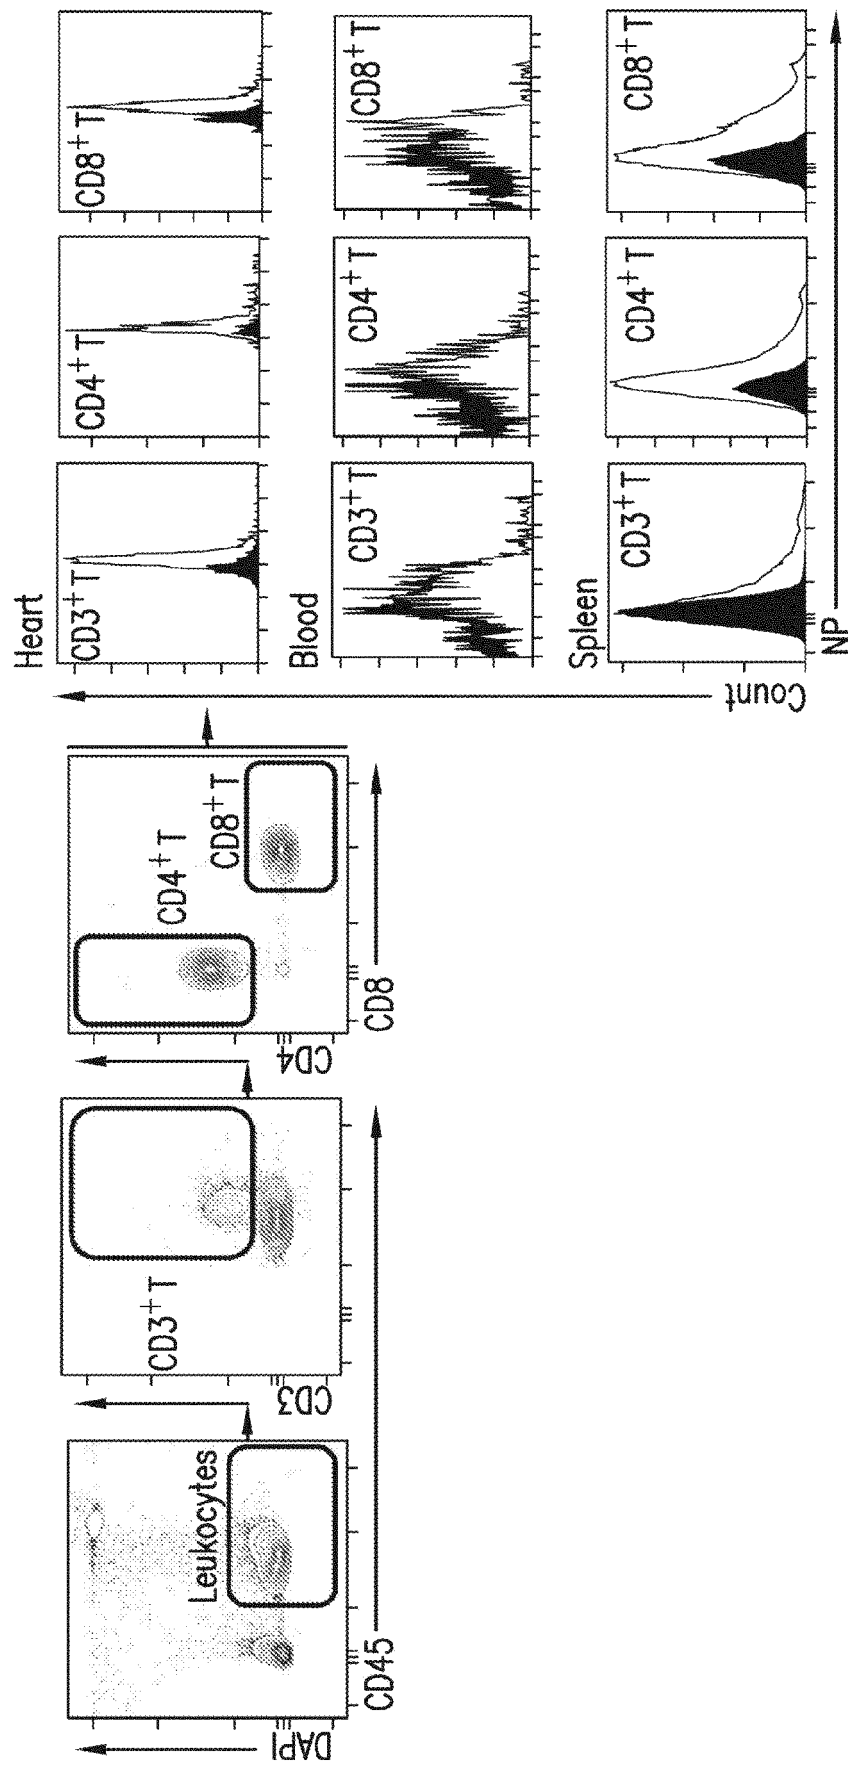 DAPI
Leukocytes
CD45
CD3
CD3+T
CD4
CD4+T
CD8+T
CD8
Count
Heart
CD3+T
CD4+T
CD8+T
Blood
CD3+T
CD4+T
CD8+T
Spleen
CD3+T
CD4+T
CD8+T
NP